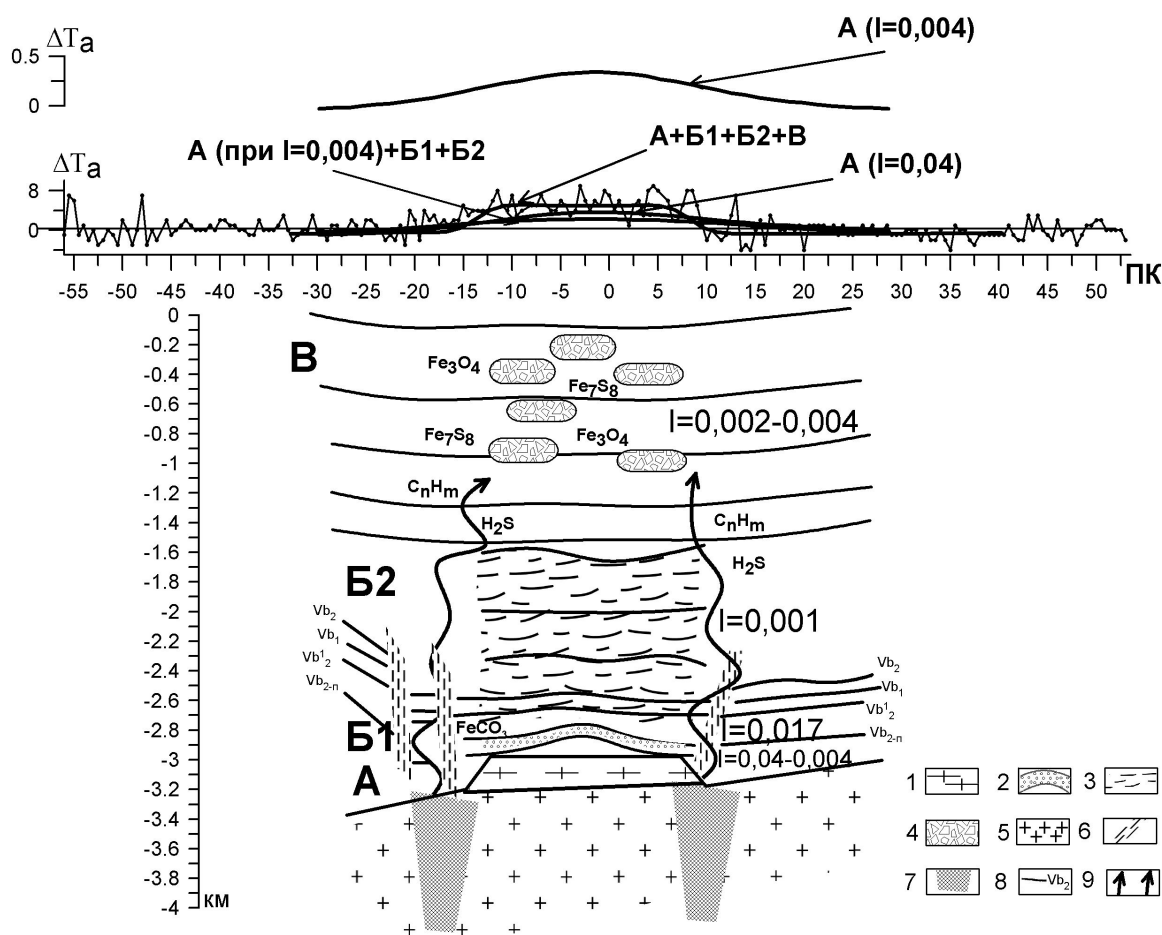 ΔTa
0.5
0
А (I=0,004)
А (при I=0,004)+Б1+Б2
А+Б1+Б2+В
А (I=0,04)
ΔTa
8
0
-55 -50 -45 -40 -35 -30 -25 -20 -15 -10 -5 0 5 10 15 20 25 30 35 40 45 50
ПК
0
-0.2
-0.4
-0.6
-0.8
-1
-1.2
-1.4
-1.6
-1.8
-2
-2.2
-2.4
-2.6
-2.8
-3
-3.2
-3.4
-3.6
-3.8
-4
км
В
Fe3O4
Fe7S8
I=0,002-0,004
Fe7S8
Fe3O4
CnHm
H2S
CnHm
H2S
Б2
I=0,001
Vb2
Vb1
Vb¹2
Vb2-п
Vb2
Vb1
Vb¹2
Vb2-п
Б1
FeCO3
I=0,017
А
I=0,04-0,004
1 2 3
4 5 6
7 8 Vb2 9